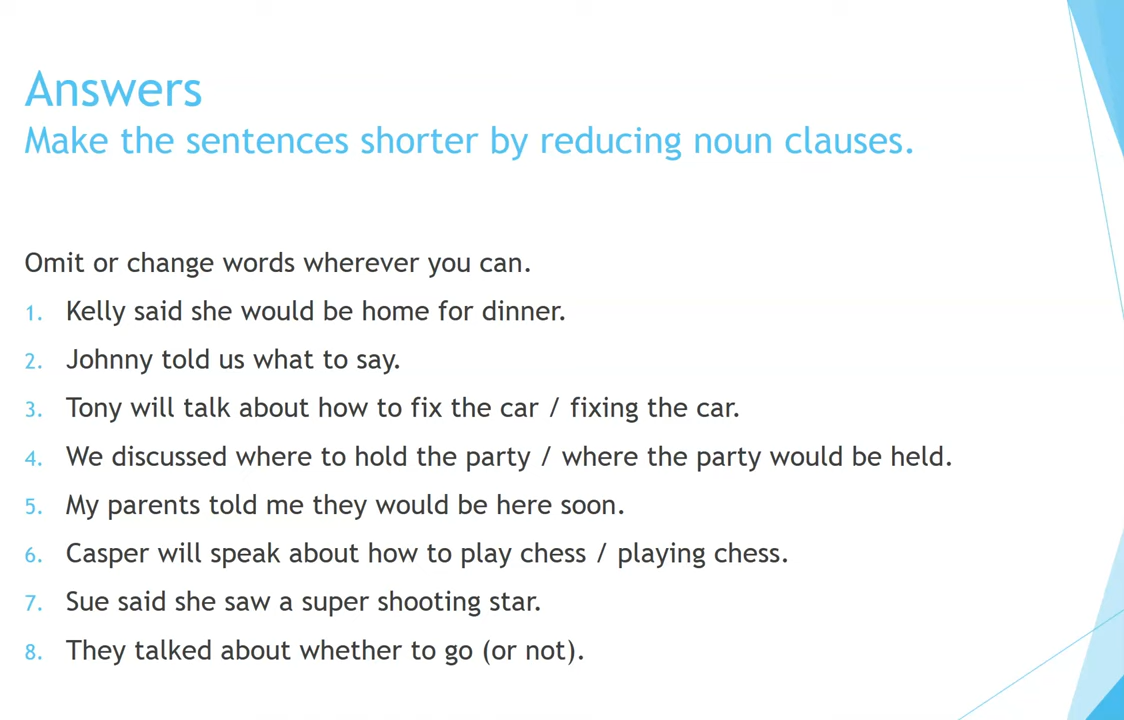 Answers
Make the sentences shorter by reducing noun clauses.
Omit or change words wherever you can.
1. Kelly said she would be home for dinner.
2. Johnny told us what to say.
3. Tony will talk about how to fix the car / fixing the car.
4. We discussed where to hold the party / where the party would be held.
5. My parents told me they would be here soon.
6. Casper will speak about how to play chess / playing chess.
7. Sue said she saw a super shooting star.
8. They talked about whether to go (or not).